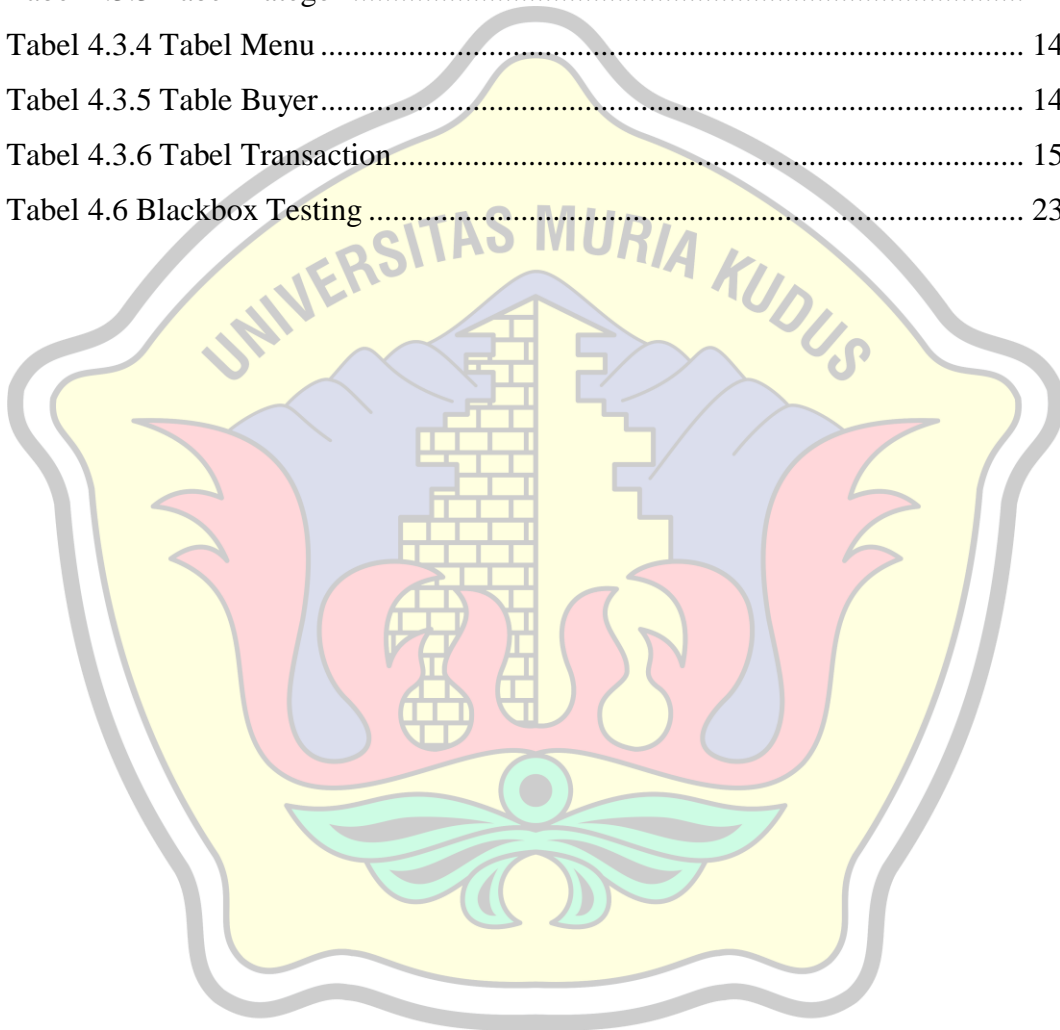 Tabel 4.3.4 Tabel Menu ........................................................................................ 14
Tabel 4.3.5 Table Buyer........................................................................................ 14
Tabel 4.3.6 Tabel Transaction............................................................................... 15
Tabel 4.6 Blackbox Testing .................................................................................. 23
UNIVERSITAS MURIA KUDUS